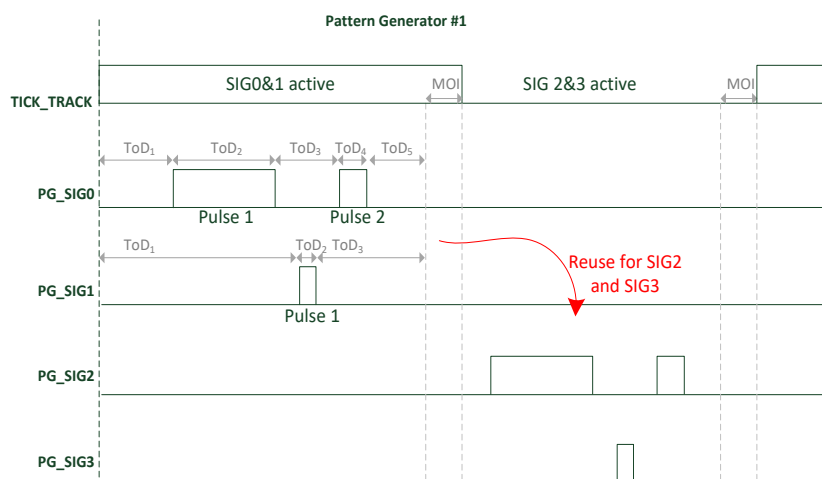 Pattern Generator #1
SIG0&1 active
MOI
SIG 2&3 active
MOI
TICK_TRACK
ToD₁
ToD₂
ToD₃
ToD₄
ToD₅
PG_SIG0
Pulse 1
Pulse 2
ToD₁
ToD₂
ToD₃
PG_SIG1
Pulse 1
Reuse for SIG2
and SIG3
PG_SIG2
PG_SIG3